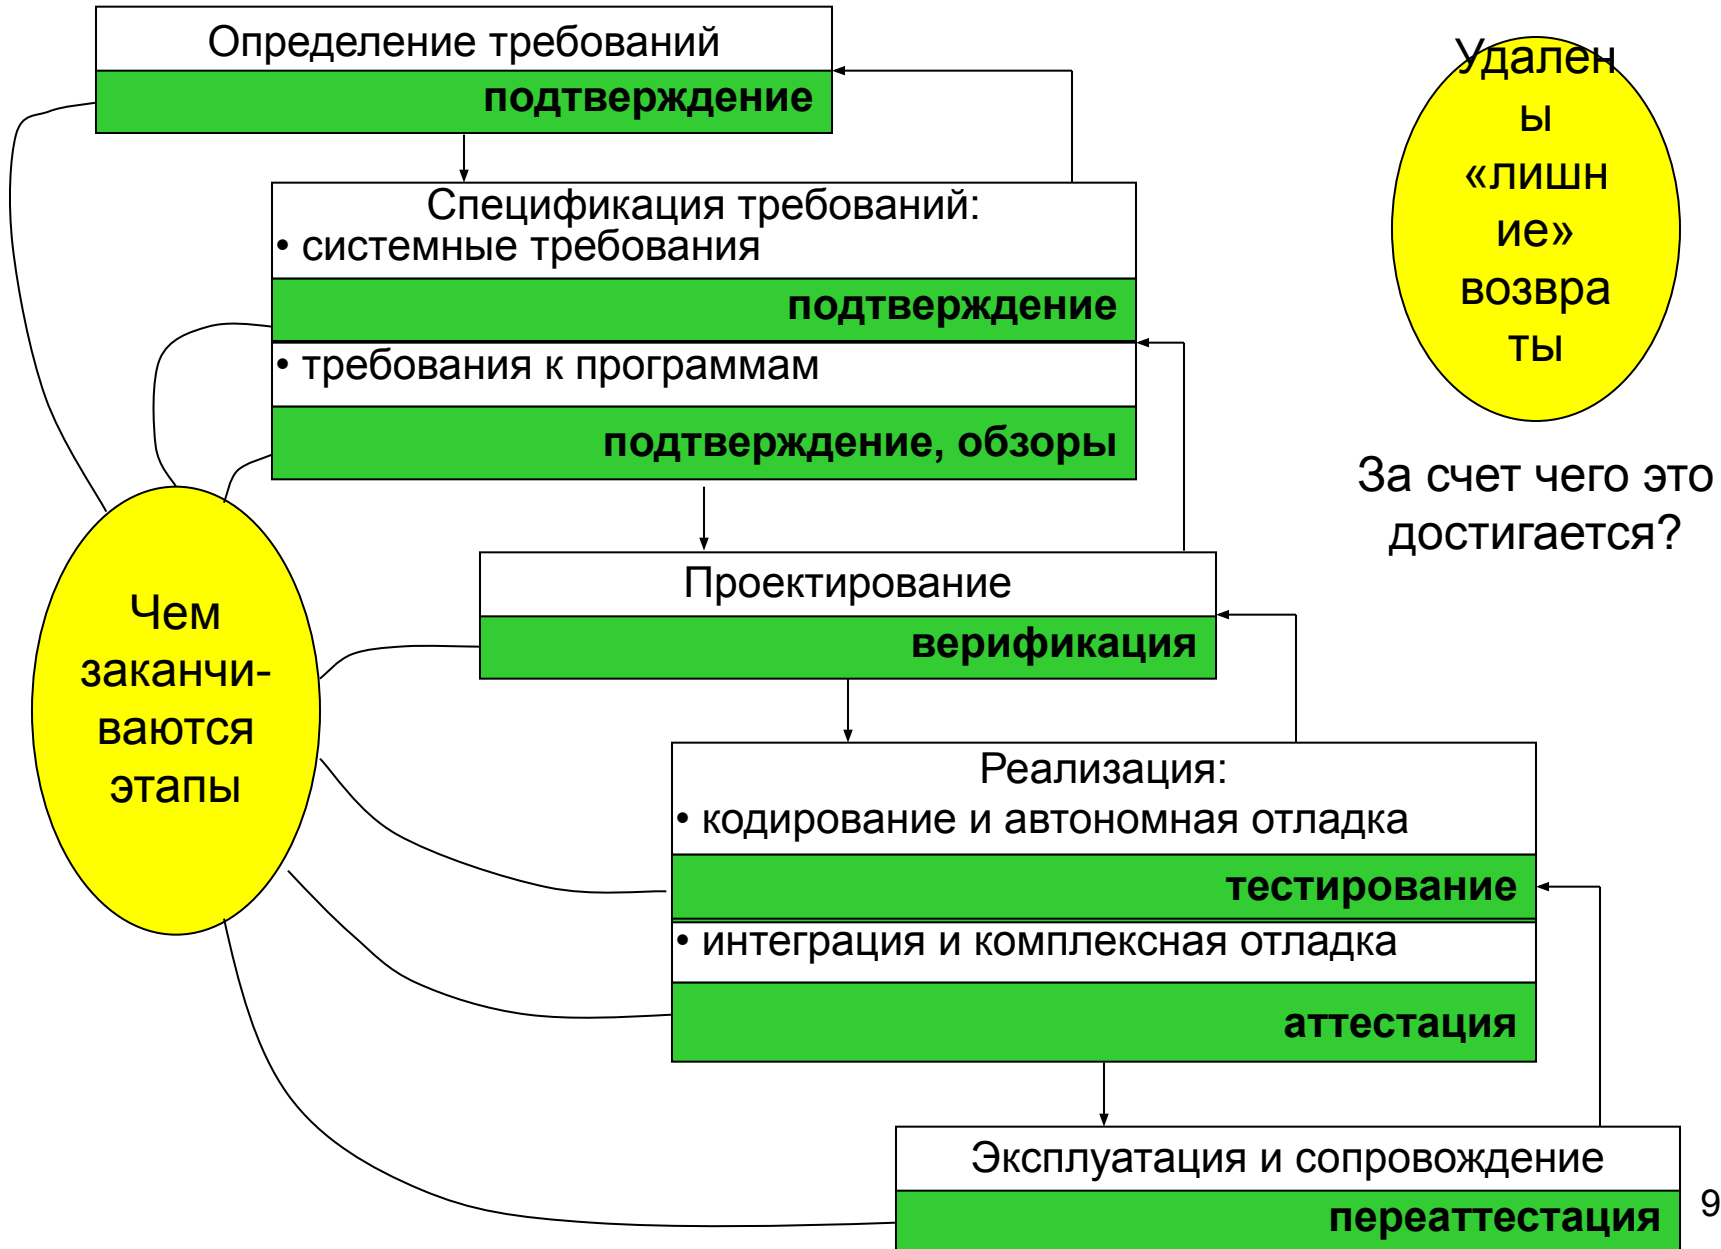 Определение требований
подтверждение
Спецификация требований:
• системные требования
подтверждение
• требования к программам
подтверждение, обзоры
Проектирование
верификация
Реализация:
• кодирование и автономная отладка
тестирование
• интеграция и комплексная отладка
аттестация
Эксплуатация и сопровождение
переаттестация
Чем
заканчи-
ваются
этапы
Удален
ы
«лишн
ие»
возвра
ты
За счет чего это
достигается?
9